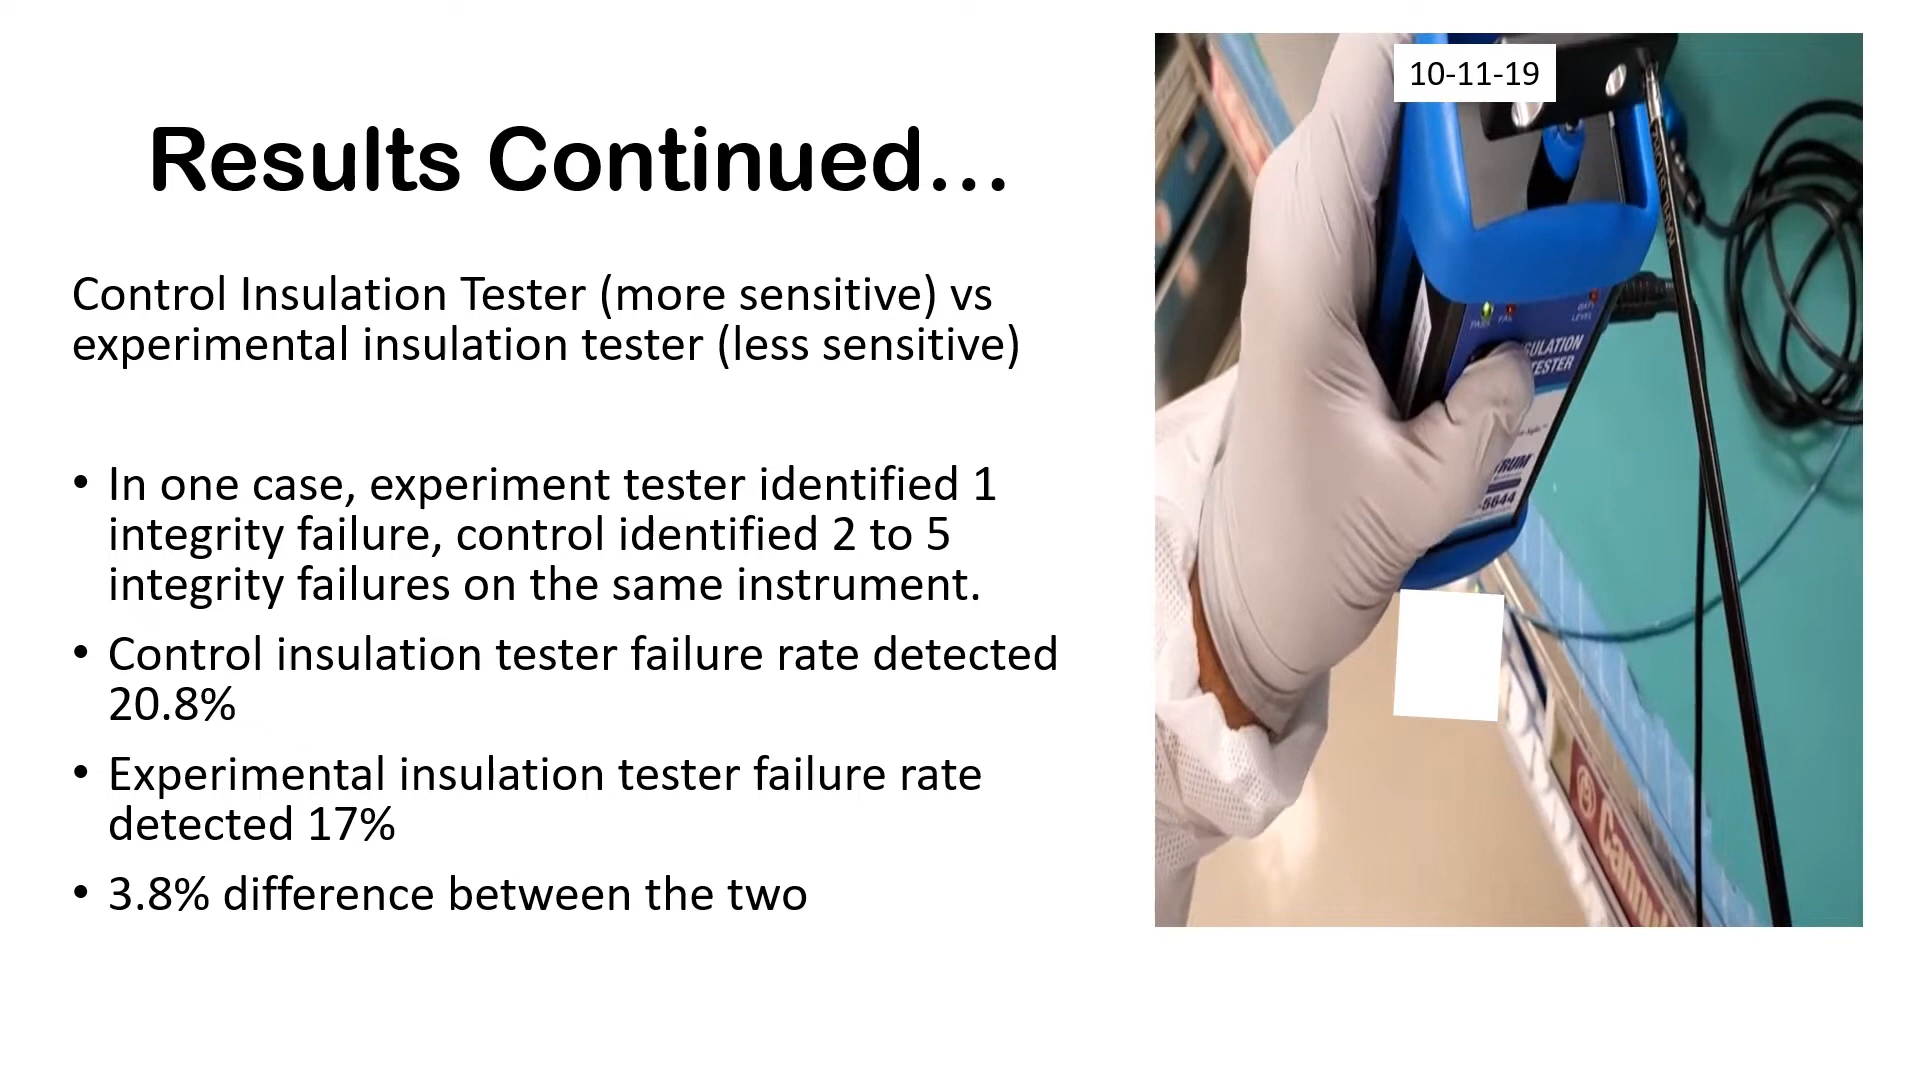 Results Continued...
Control Insulation Tester (more sensitive) vs
experimental insulation tester (less sensitive)
• In one case, experiment tester identified 1
integrity failure, control identified 2 to 5
integrity failures on the same instrument.
• Control insulation tester failure rate detected
20.8%
• Experimental insulation tester failure rate
detected 17%
• 3.8% difference between the two
10-11-19
PASS
LEVEL
TESTER